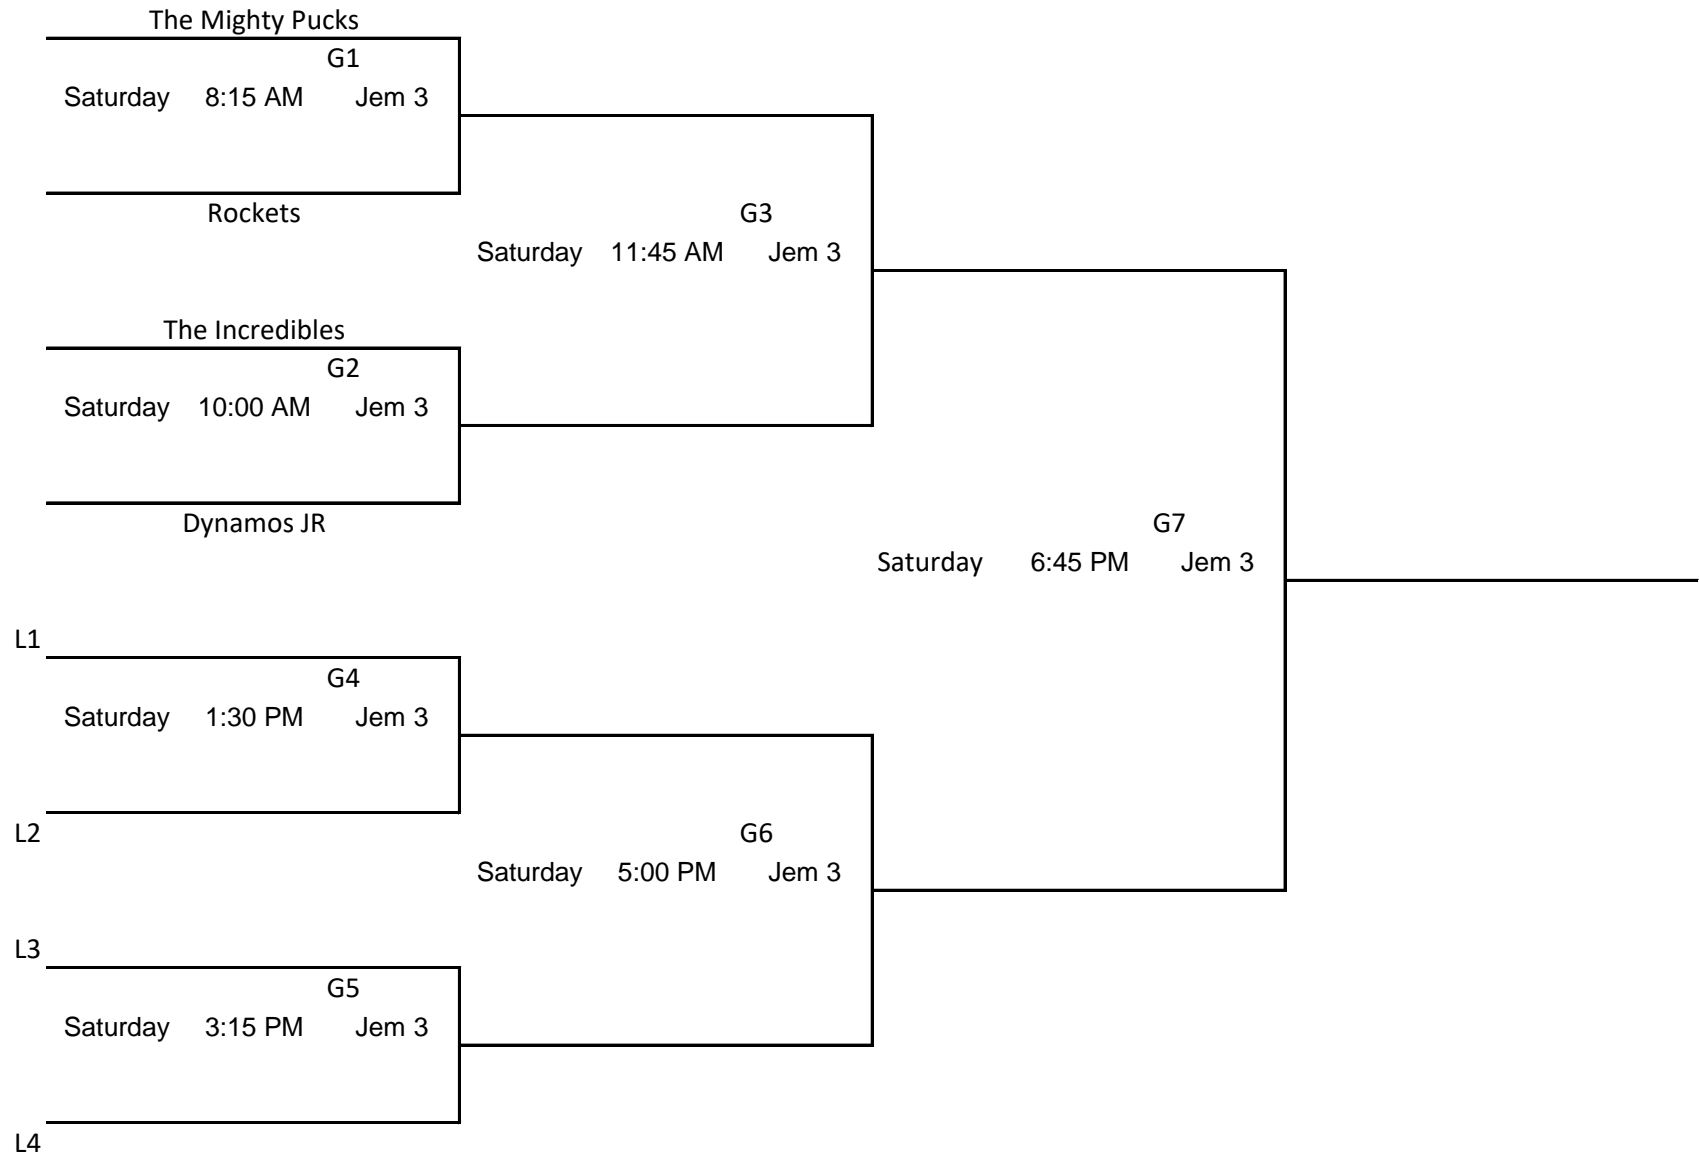 The Mighty Pucks
G1
Saturday 8:15 AM Jem 3
Rockets
G3
Saturday 11:45 AM Jem 3
The Incredibles
G2
Saturday 10:00 AM Jem 3
Dynamos JR
G7
Saturday 6:45 PM Jem 3
L1
G4
Saturday 1:30 PM Jem 3
L2
G6
Saturday 5:00 PM Jem 3
L3
G5
Saturday 3:15 PM Jem 3
L4